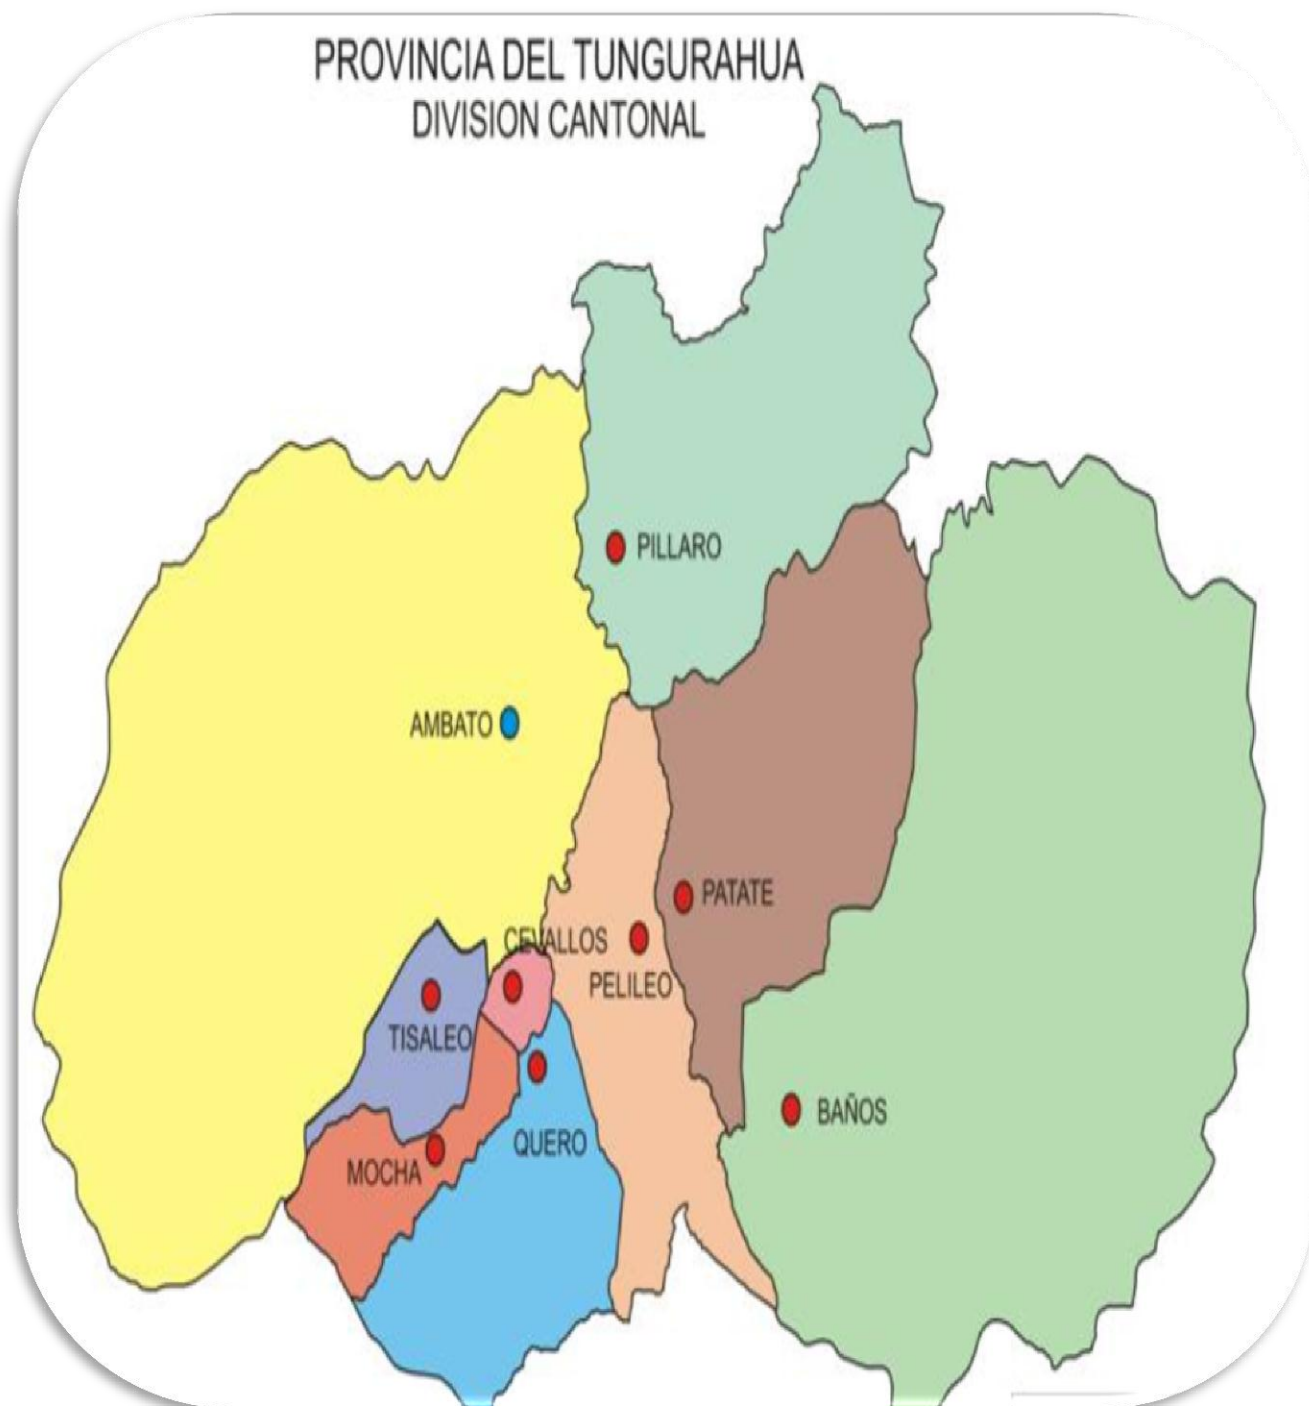 PROVINCIA DEL TUNGURAHUA
DIVISION CANTONAL
PILLARO
AMBATO
PATATE
CEVALLOS
PELILEO
TISALEO
BAÑOS
QUERO
MOCHA